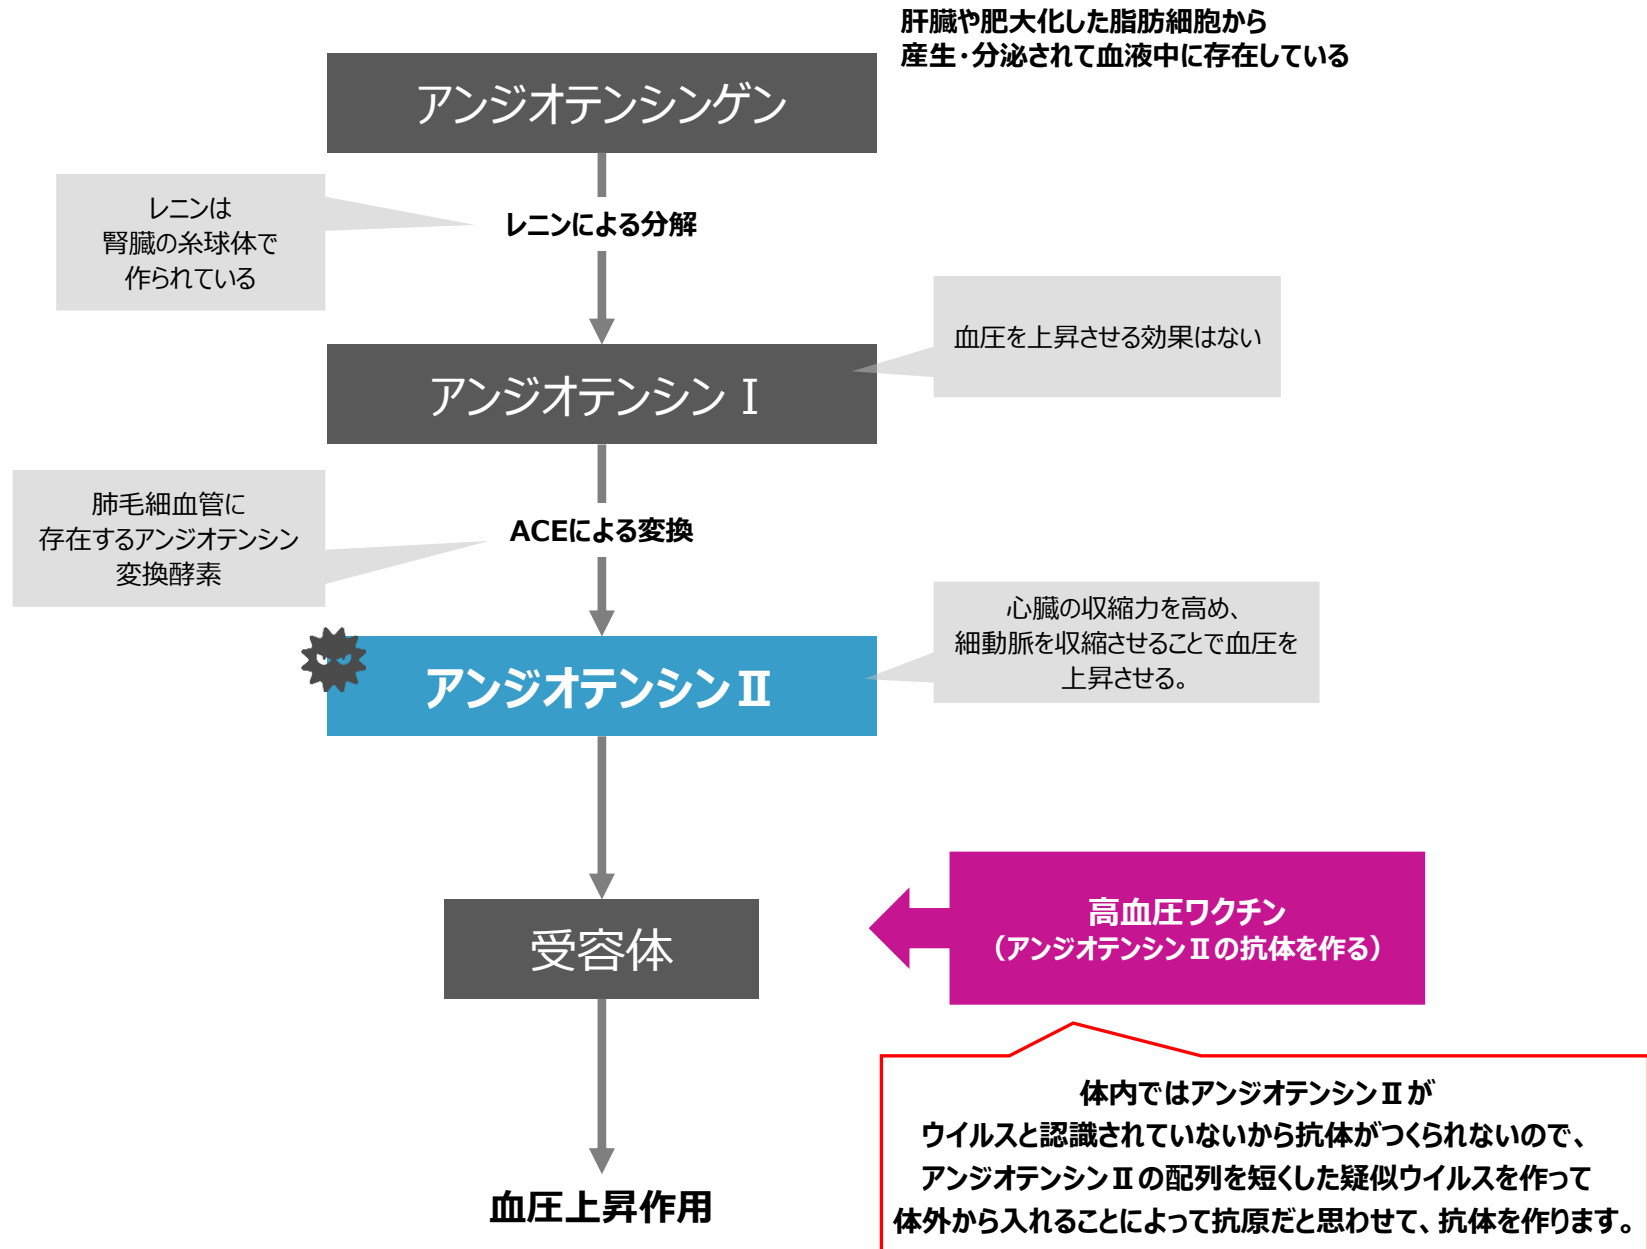 肝臓や肥大化した脂肪細胞から
産生・分泌されて血液中に存在している
アンジオテンシンゲン
レニンは
腎臓の糸球体で
作られている
レニンによる分解
血圧を上昇させる効果はない
アンジオテンシン Ⅰ
肺毛細血管に
存在するアンジオテンシン
変換酵素
ACEによる変換
心臓の収縮力を高め、
細動脈を収縮させることで血圧を
上昇させる。
アンジオテンシンⅡ
高血圧ワクチン
（アンジオテンシンⅡの抗体を作る）
受容体
体内ではアンジオテンシンⅡが
ウイルスと認識されていないから抗体がつくられないので、
アンジオテンシンⅡの配列を短くした疑似ウイルスを作って
体外から入れることによって抗原だと思わせて、抗体を作ります。
血圧上昇作用